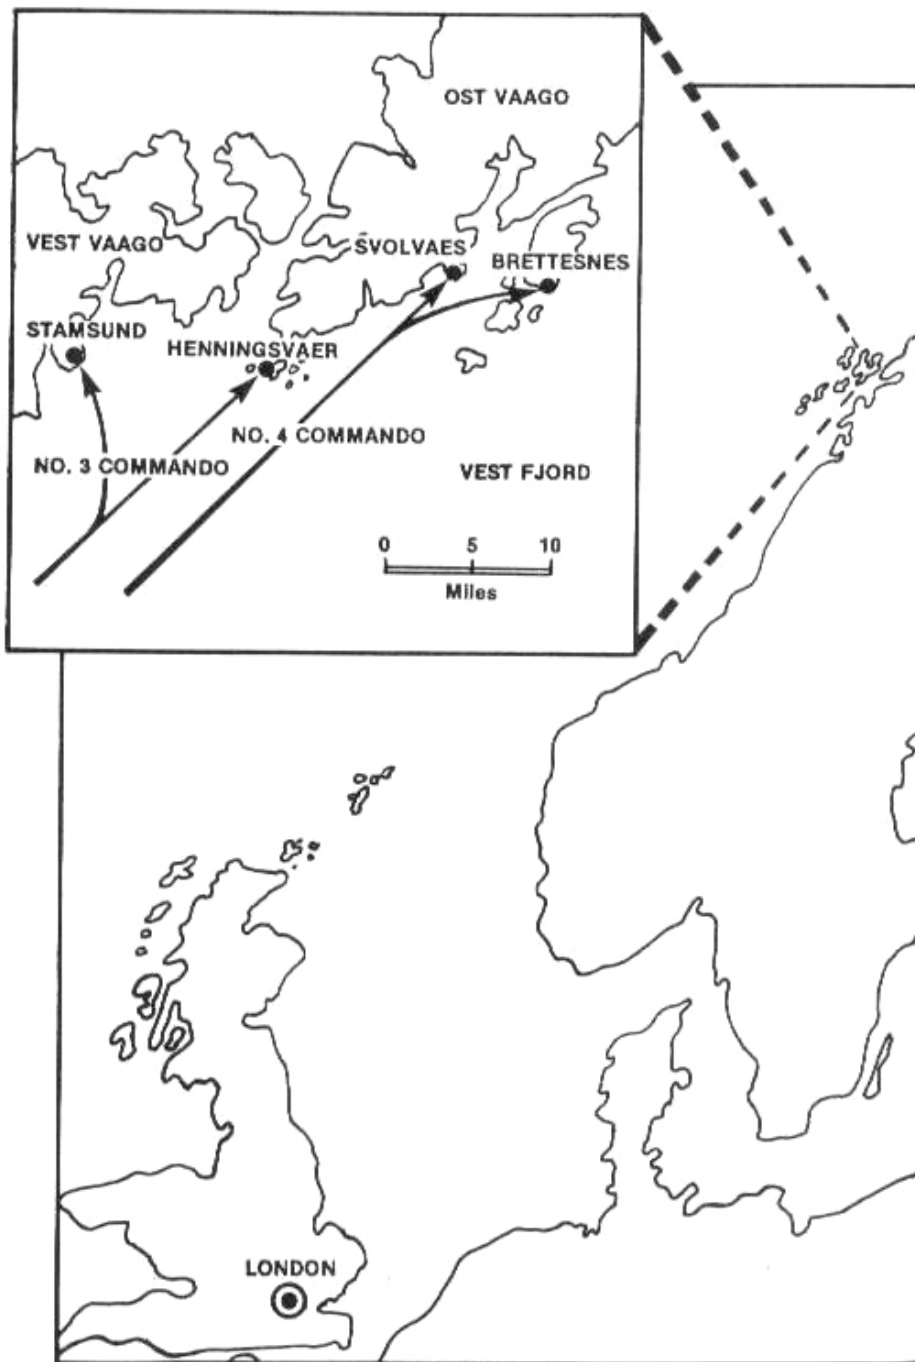 OST VAAGO
VEST VAAGO
SVOLVAES
BRETTESNES
STAMSUND
HENNINGSVAER
NO. 4 COMMANDO
NO. 3 COMMANDO
VEST FJORD
0 5 10
Miles
LONDON